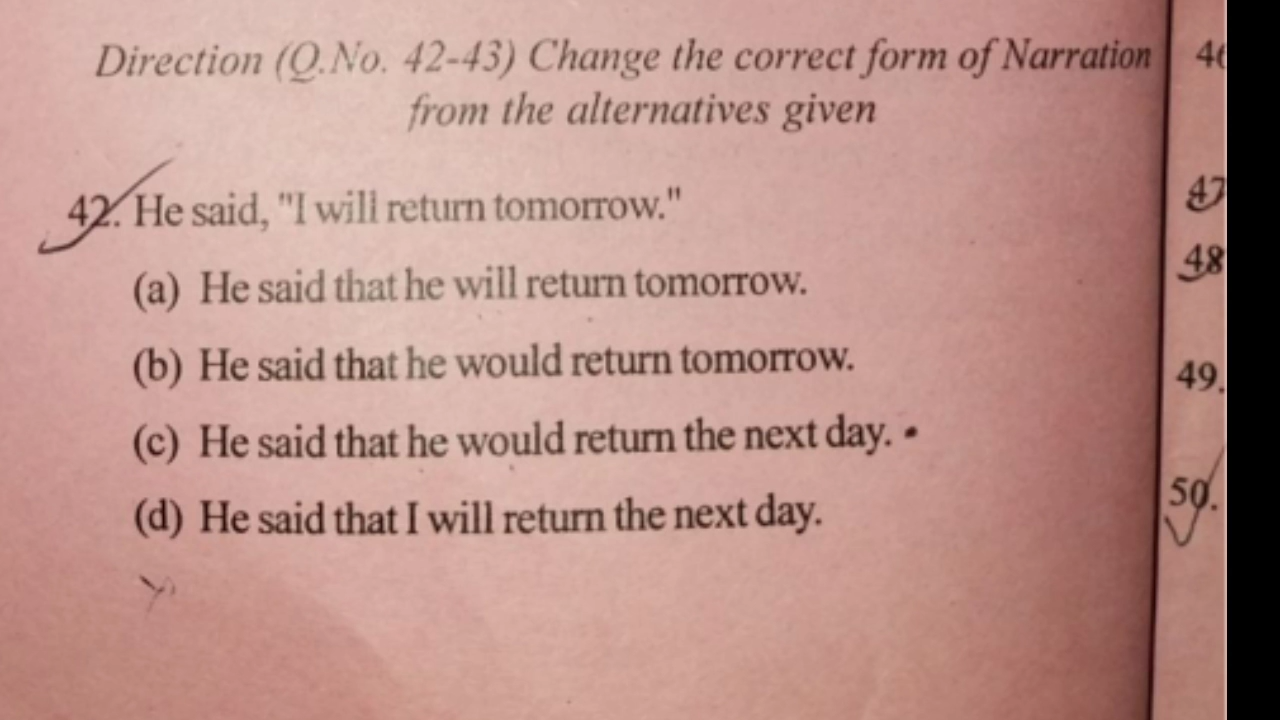 Direction (Q.No. 42-43) Change the correct form of Narration
from the alternatives given
42. He said, "I will return tomorrow."
(a) He said that he will return tomorrow.
(b) He said that he would return tomorrow.
(c) He said that he would return the next day.
(d) He said that I will return the next day.
47
48
49.
50.